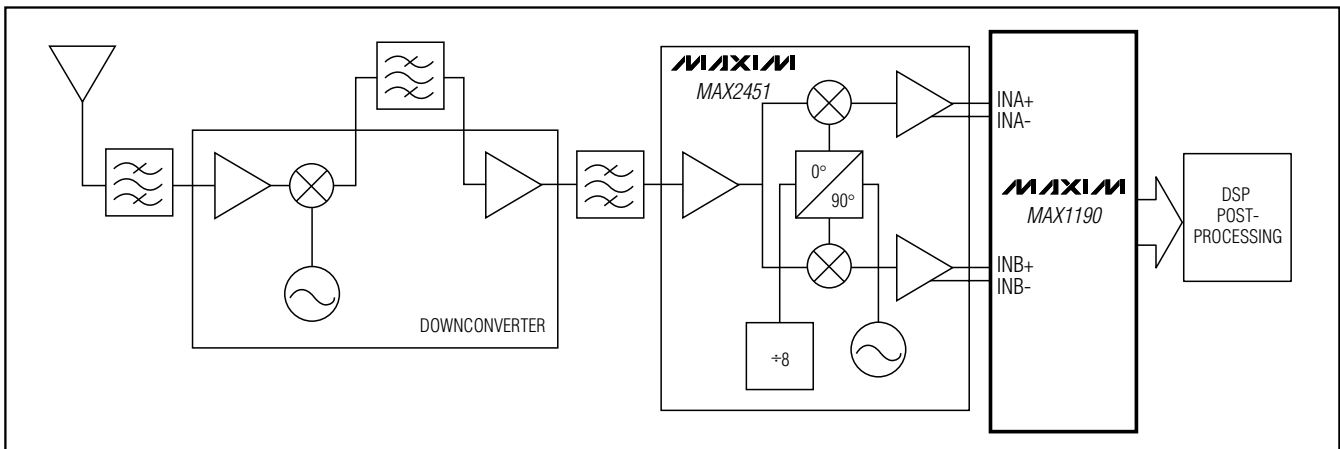 MAXIM
MAX2451
INA+
INA-
0°
90°
MAXIM
MAX1190
DSP
POST-
PROCESSING
INB+
INB-
DOWNCONVERTER
÷8